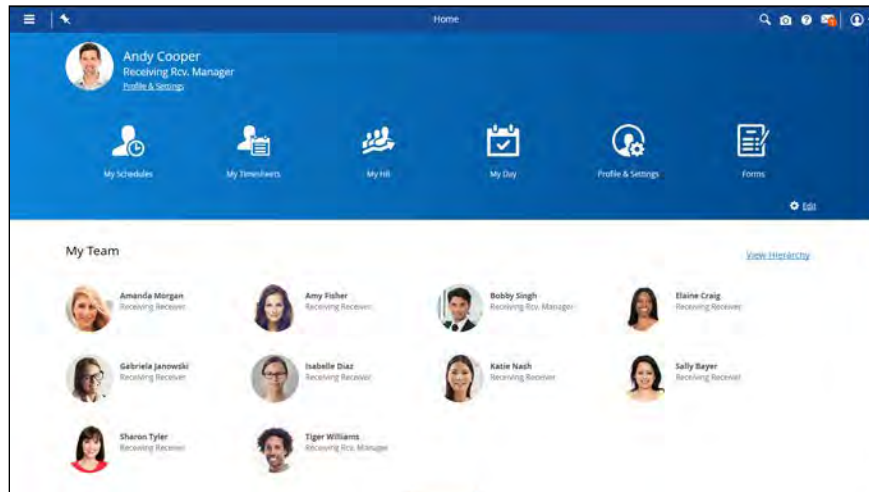 Home
Andy Cooper
Receiving Rcv. Manager
Profile & Settings
My Schedules
My Timesheets
My HR
My Day
Profile & Settings
Forms
Edit
My Team
View Hierarchy
Amanda Morgan
Receiving Receiver
Amy Fisher
Receiving Receiver
Bobby Singh
Receiving Rcv. Manager
Elaine Craig
Receiving Receiver
Gabriela Janowski
Receiving Receiver
Isabelle Diaz
Receiving Receiver
Katie Nash
Receiving Receiver
Sally Bayer
Receiving Receiver
Sharon Tyler
Receiving Receiver
Tiger Williams
Receiving Rcv. Manager